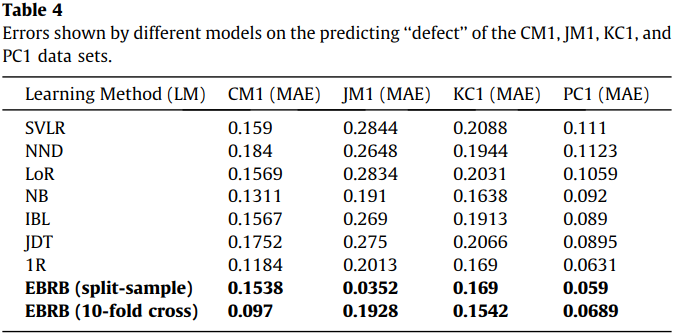 Table 4
Errors shown by different models on the predicting “defect” of the CM1, JM1, KC1, and
PC1 data sets.
Learning Method (LM) CM1 (MAE) JM1 (MAE) KC1 (MAE) PC1 (MAE)
SVLR 0.159 0.2844 0.2088 0.111
NND 0.184 0.2648 0.1944 0.1123
LoR 0.1569 0.2834 0.2031 0.1059
NB 0.1311 0.191 0.1638 0.092
IBL 0.1567 0.269 0.1913 0.089
JDT 0.1752 0.275 0.2066 0.0895
1R 0.1184 0.2013 0.169 0.0631
EBRB (split-sample) 0.1538 0.0352 0.169 0.059
EBRB (10-fold cross) 0.097 0.1928 0.1542 0.0689